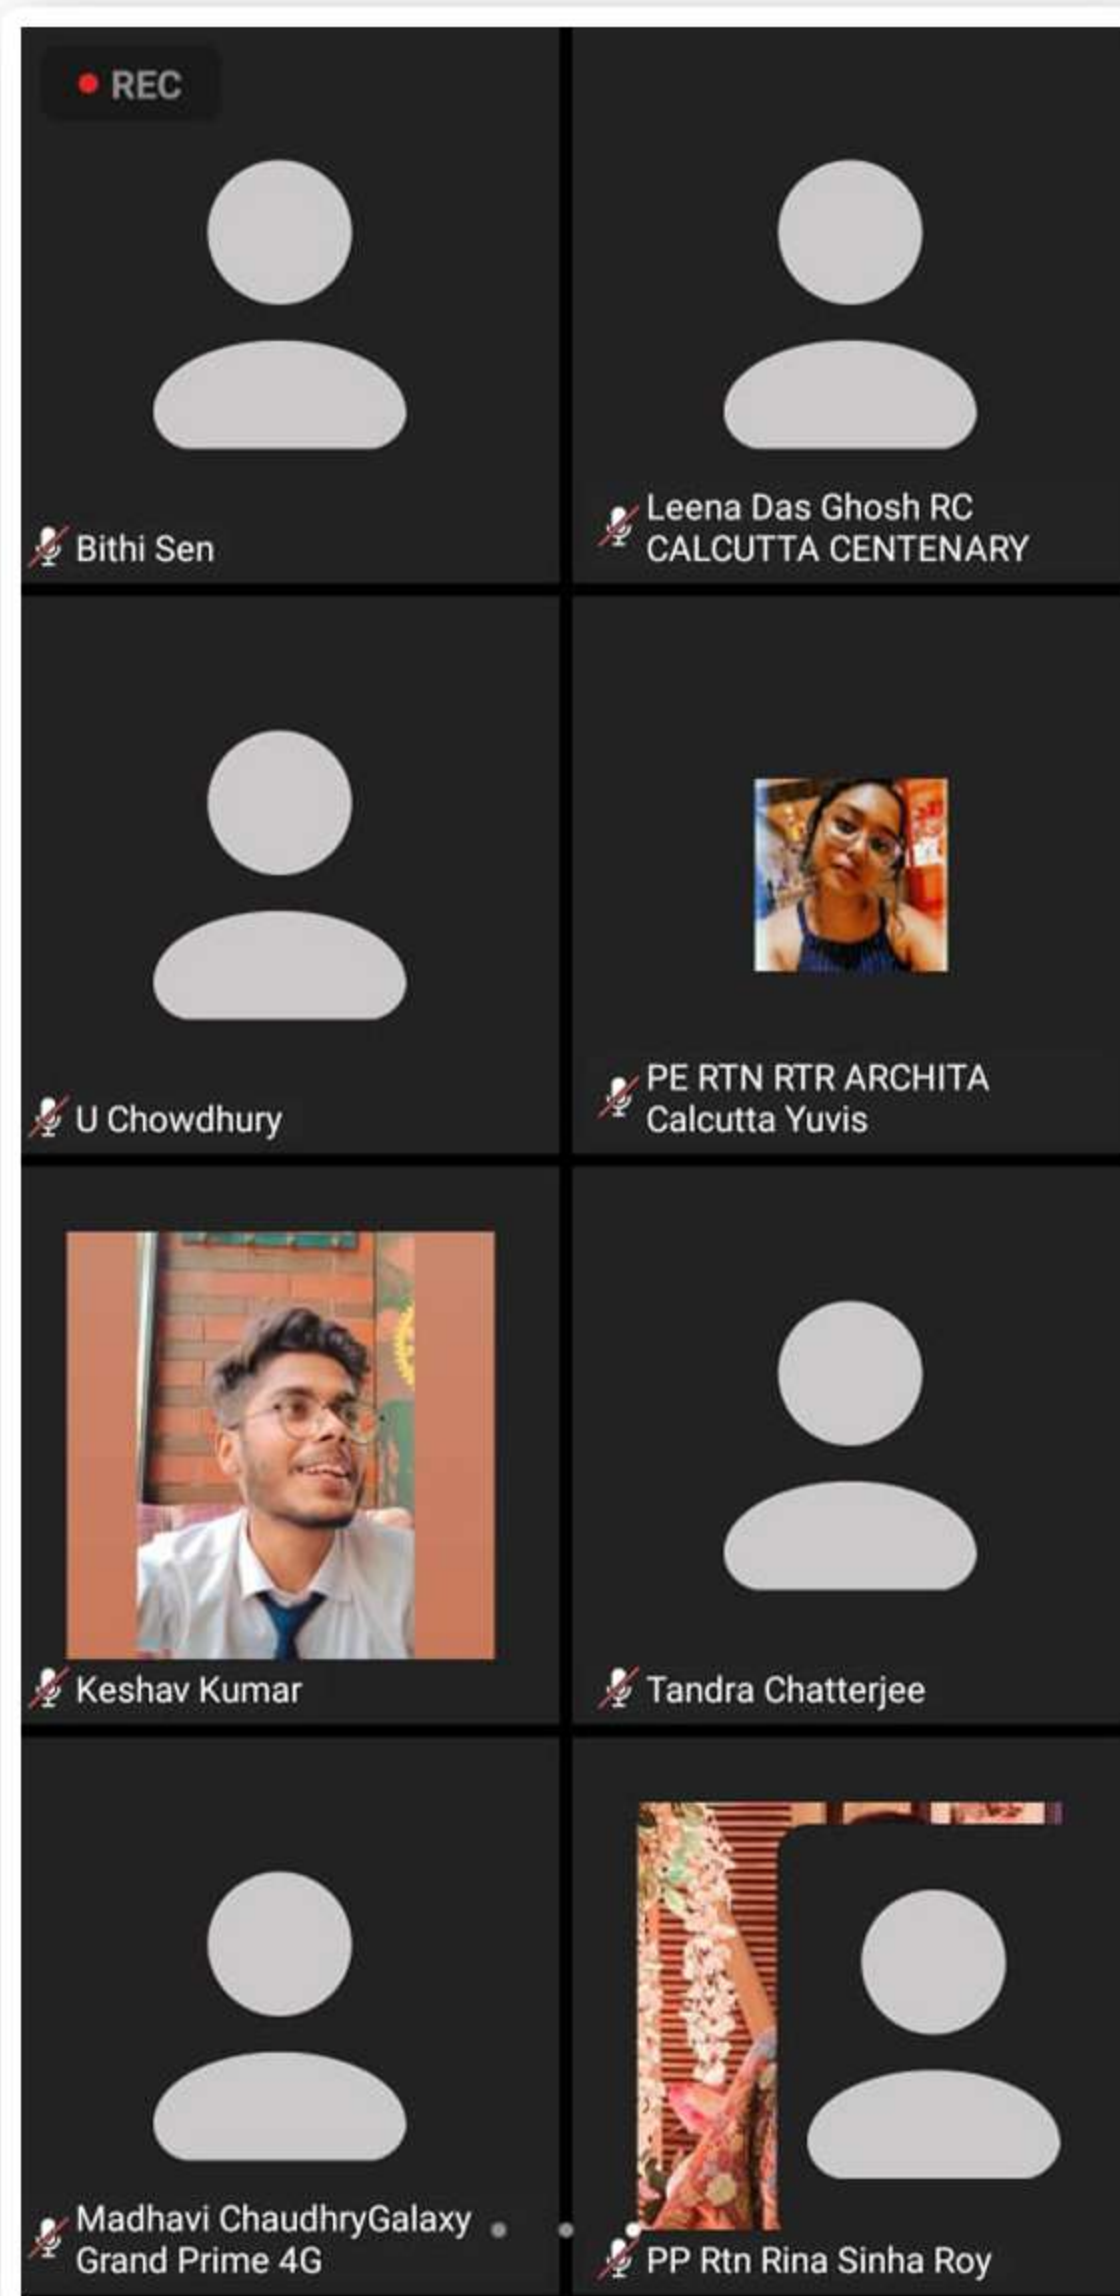 REC
Bithi Sen
Leena Das Ghosh RC
CALCUTTA CENTENARY
U Chowdhury
PE RTN RTR ARCHITA
Calcutta Yuvis
Keshav Kumar
Tandra Chatterjee
Madhavi ChaudhryGalaxy
Grand Prime 4G
PP Rtn Rina Sinha Roy